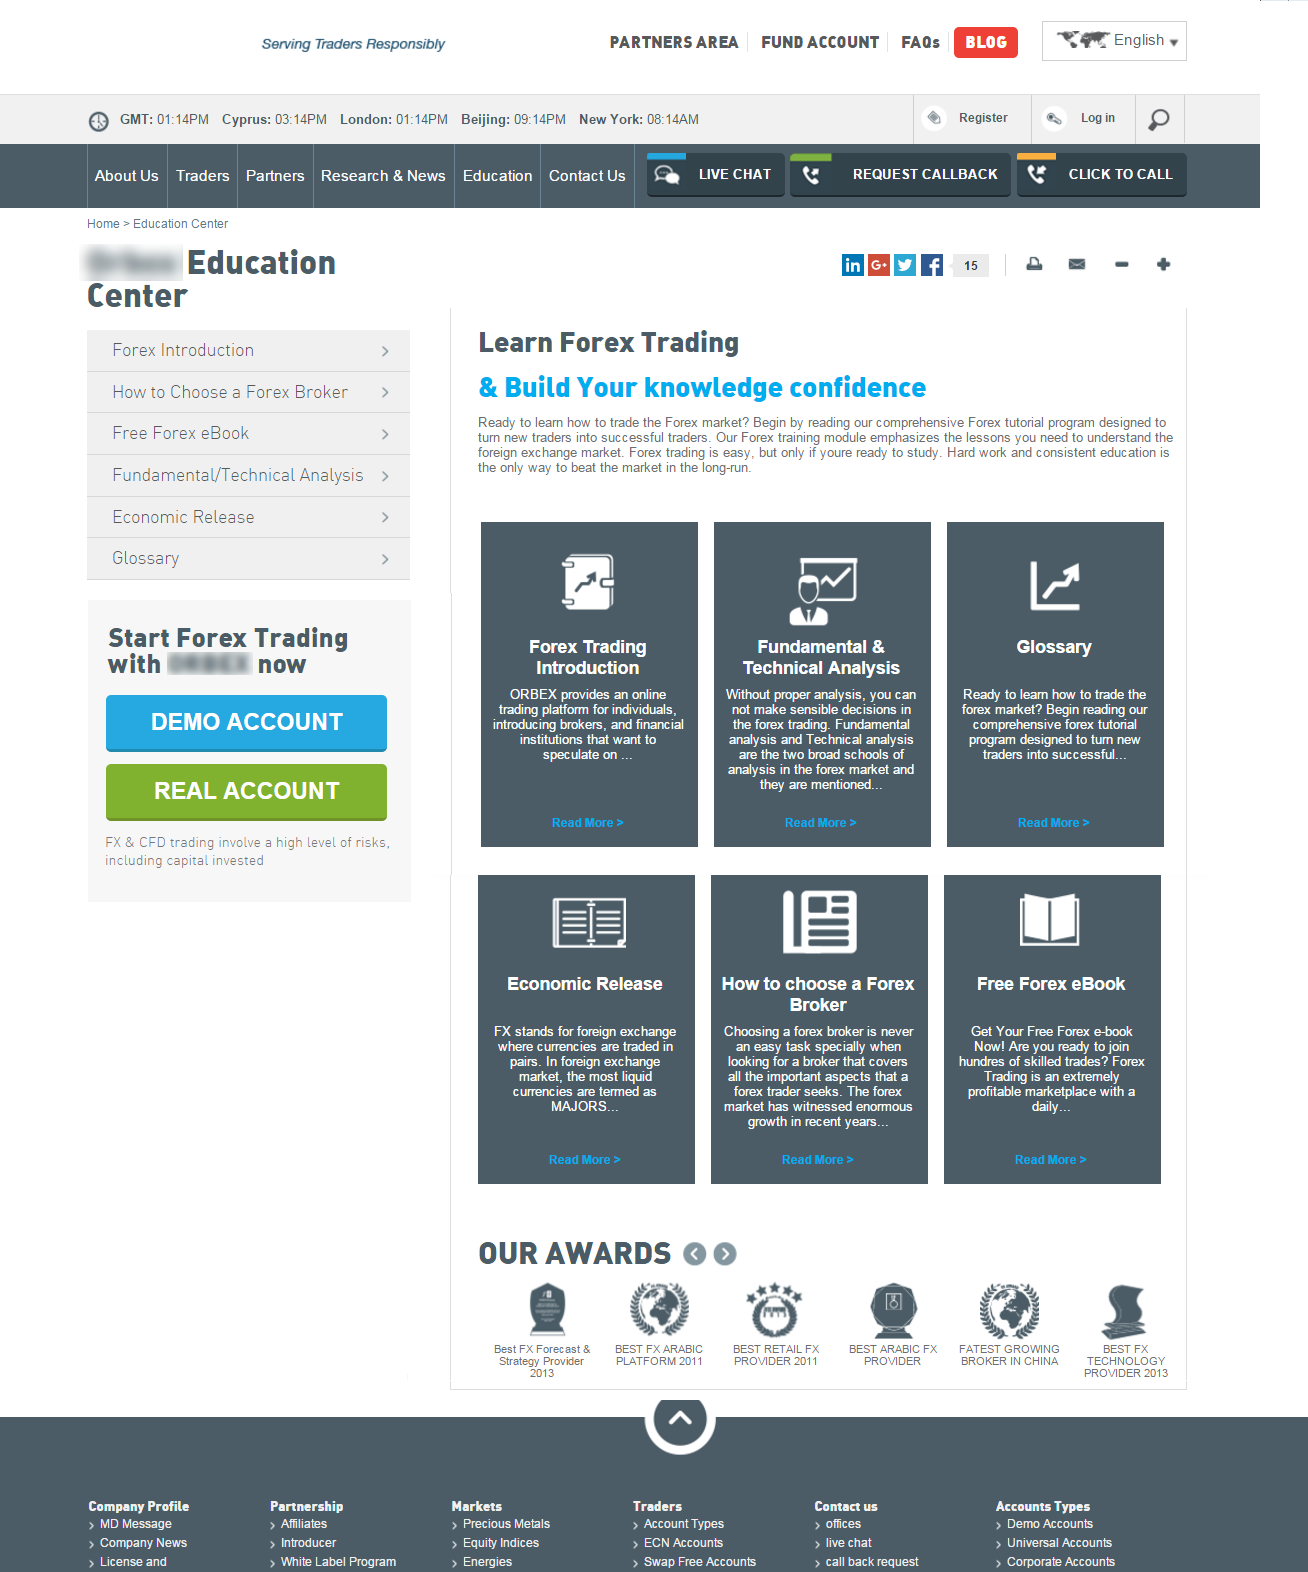 Serving Traders Responsibly
PARTNERS AREA
FUND ACCOUNT
FAQs
BLOG
English
GMT: 01:14PM Cyprus: 03:14PM London: 01:14PM Beijing: 09:14PM New York: 08:14AM
Register
Log in
About Us
Traders
Partners
Research & News
Education
Contact Us
LIVE CHAT
REQUEST CALLBACK
CLICK TO CALL
Home > Education Center
Education
Center
15
Forex Introduction
How to Choose a Forex Broker
Free Forex eBook
Fundamental/Technical Analysis
Economic Release
Glossary
Start Forex Trading
with ORBEX now
DEMO ACCOUNT
REAL ACCOUNT
FX & CFD trading involve a high level of risks,
including capital invested
Learn Forex Trading
& Build Your knowledge confidence
Ready to learn how to trade the Forex market? Begin by reading our comprehensive Forex tutorial program designed to
turn new traders into successful traders. Our Forex training module emphasizes the lessons you need to understand the
foreign exchange market. Forex trading is easy, but only if youre ready to study. Hard work and consistent education is
the only way to beat the market in the long-run.
Forex Trading
Introduction
ORBEX provides an online
trading platform for individuals,
introducing brokers, and financial
institutions that want to
speculate on ...
Read More >
Fundamental &
Technical Analysis
Without proper analysis, you can
not make sensible decisions in
the forex trading. Fundamental
analysis and Technical analysis
are the two broad schools of
analysis in the forex market and
they are mentioned...
Read More >
Glossary
Ready to learn how to trade the
forex market? Begin reading our
comprehensive forex tutorial
program designed to turn new
traders into successful...
Read More >
Economic Release
FX stands for foreign exchange
where currencies are traded in
pairs. In foreign exchange
market, the most liquid
currencies are termed as
MAJORS...
Read More >
How to choose a Forex
Broker
Choosing a forex broker is never
an easy task specially when
looking for a broker that covers
all the important aspects that a
forex trader seeks. The forex
market has witnessed enormous
growth in recent years...
Read More >
Free Forex eBook
Get Your Free Forex e-book
Now! Are you ready to join
hundres of skilled trades? Forex
Trading is an extremely
profitable marketplace with a
daily...
Read More >
OUR AWARDS
Best FX Forecast &
Strategy Provider
2013
BEST FX ARABIC
PLATFORM 2011
BEST RETAIL FX
PROVIDER 2011
BEST ARABIC FX
PROVIDER
FATEST GROWING
BROKER IN CHINA
BEST FX
TECHNOLOGY
PROVIDER 2013
Company Profile
MD Message
Company News
License and
Partnership
Affiliates
Introducer
White Label Program
Markets
Precious Metals
Equity Indices
Energies
Traders
Account Types
ECN Accounts
Swap Free Accounts
Contact us
offices
live chat
call back request
Accounts Types
Demo Accounts
Universal Accounts
Corporate Accounts